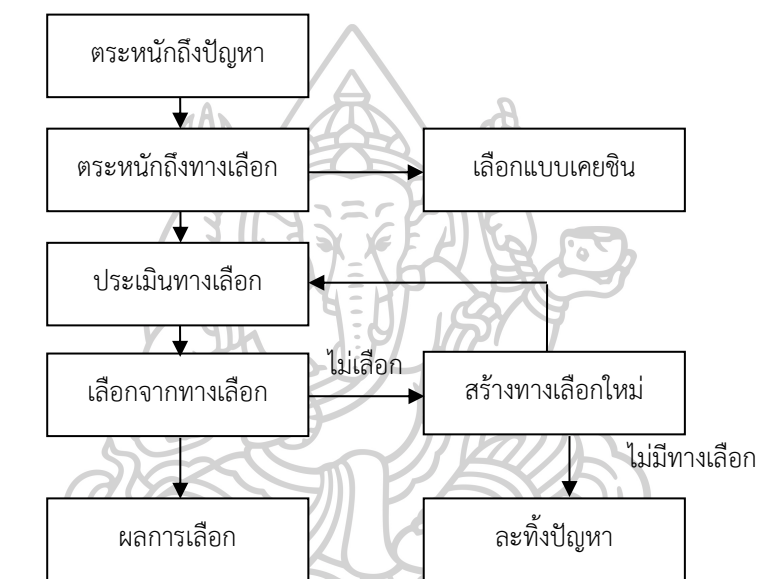 ตระหนักถึงปัญหา
ตระหนักถึงทางเลือก
เลือกแบบเคยชิน
ประเมินทางเลือก
ไม่เลือก
เลือกจากทางเลือก
สร้างทางเลือกใหม่
ไม่มีทางเลือก
ผลการเลือก
ละทิ้งปัญหา